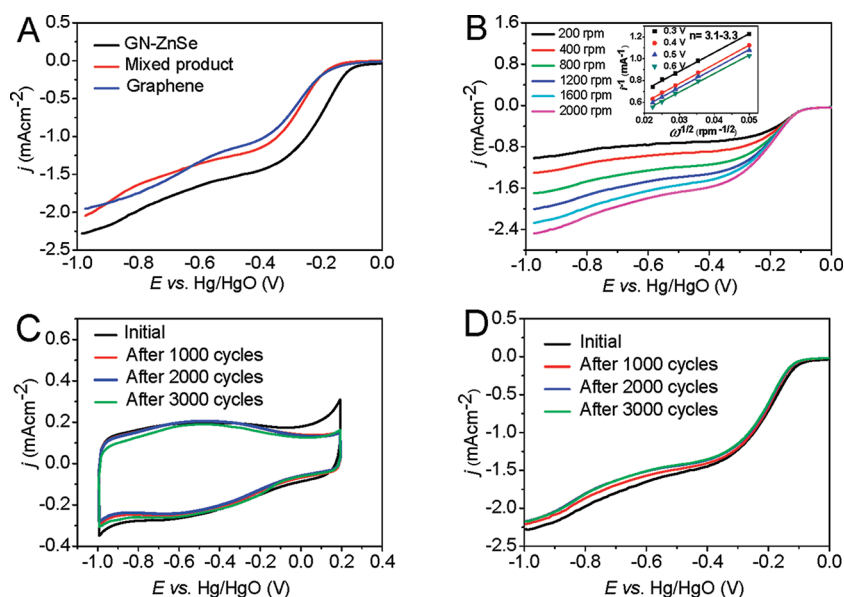 A
GN-ZnSe
Mixed product
Graphene
0.0
-0.5
-1.0
-1.5
-2.0
-2.5
j (mAcm⁻²)
-1.0 -0.8 -0.6 -0.4 -0.2 0.0
E vs. Hg/HgO (V)
B
200 rpm
400 rpm
800 rpm
1200 rpm
1600 rpm
2000 rpm
1.6
0.8
0.0
-0.8
-1.6
-2.4
j (mAcm⁻²)
-1.0 -0.8 -0.6 -0.4 -0.2 0.0
E vs. Hg/HgO (V)
0.3 V n= 3.1-3.3
0.4 V
0.5 V
0.6 V
1.2
1.0
0.8
0.6
i⁻¹ (mA⁻¹)
0.02 0.03 0.04 0.05
ω^1/2 (rpm^-1/2)
C
Initial
After 1000 cycles
After 2000 cycles
After 3000 cycles
0.6
0.4
0.2
0.0
-0.2
-0.4
j (mAcm⁻²)
-1.0 -0.8 -0.6 -0.4 -0.2 0.0 0.2 0.4
E vs. Hg/HgO (V)
D
Initial
After 1000 cycles
After 2000 cycles
After 3000 cycles
0.5
0.0
-0.5
-1.0
-1.5
-2.0
-2.5
j (mAcm⁻²)
-1.0 -0.8 -0.6 -0.4 -0.2 0.0
E vs. Hg/HgO (V)